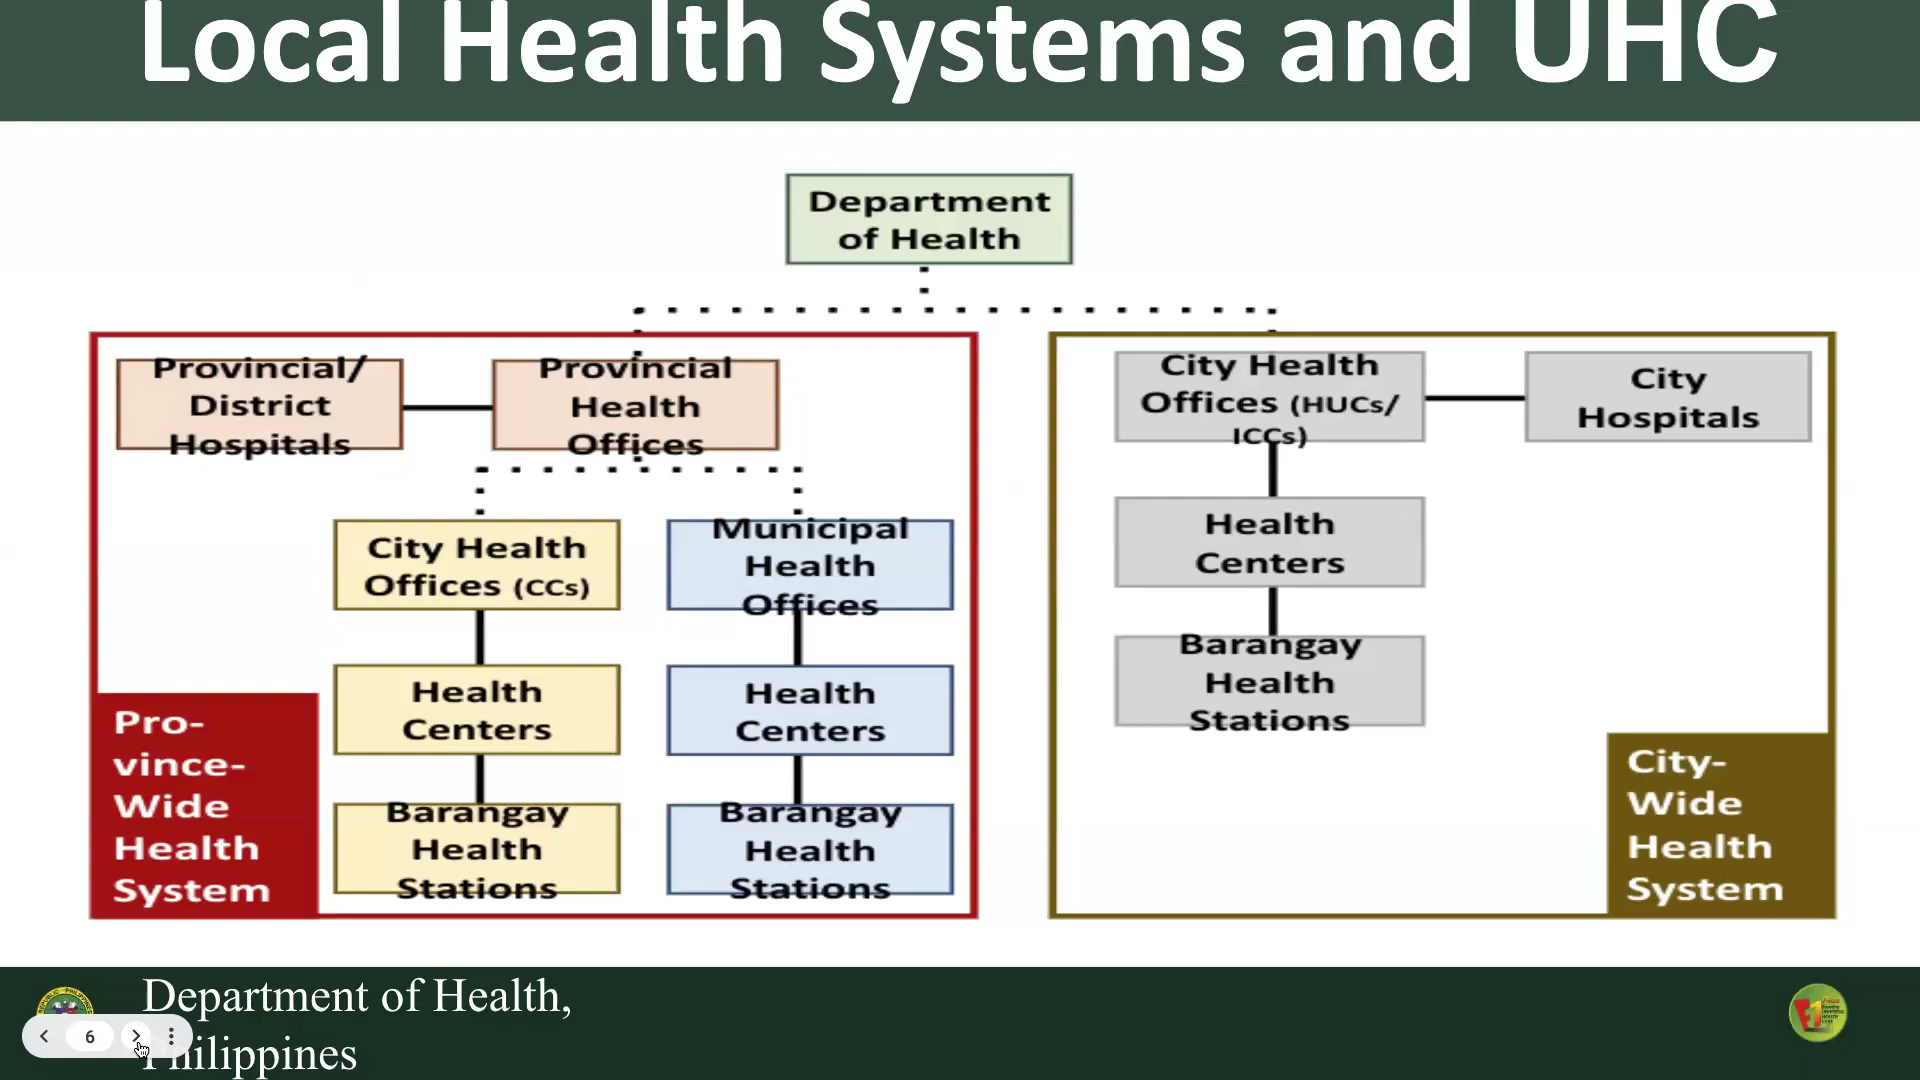 Local Health Systems and UHC
Department
of Health
Provincial/
District
Hospitals
Provincial
Health
Offices
City Health
Offices (CCs)
Municipal
Health
Offices
Health
Centers
Health
Centers
Barangay
Health
Stations
Barangay
Health
Stations
Pro-
vince-
Wide
Health
System
City Health
Offices (HUCs/
ICCs)
City
Hospitals
Health
Centers
Barangay
Health
Stations
City-
Wide
Health
System
Department of Health,
Philippines
6